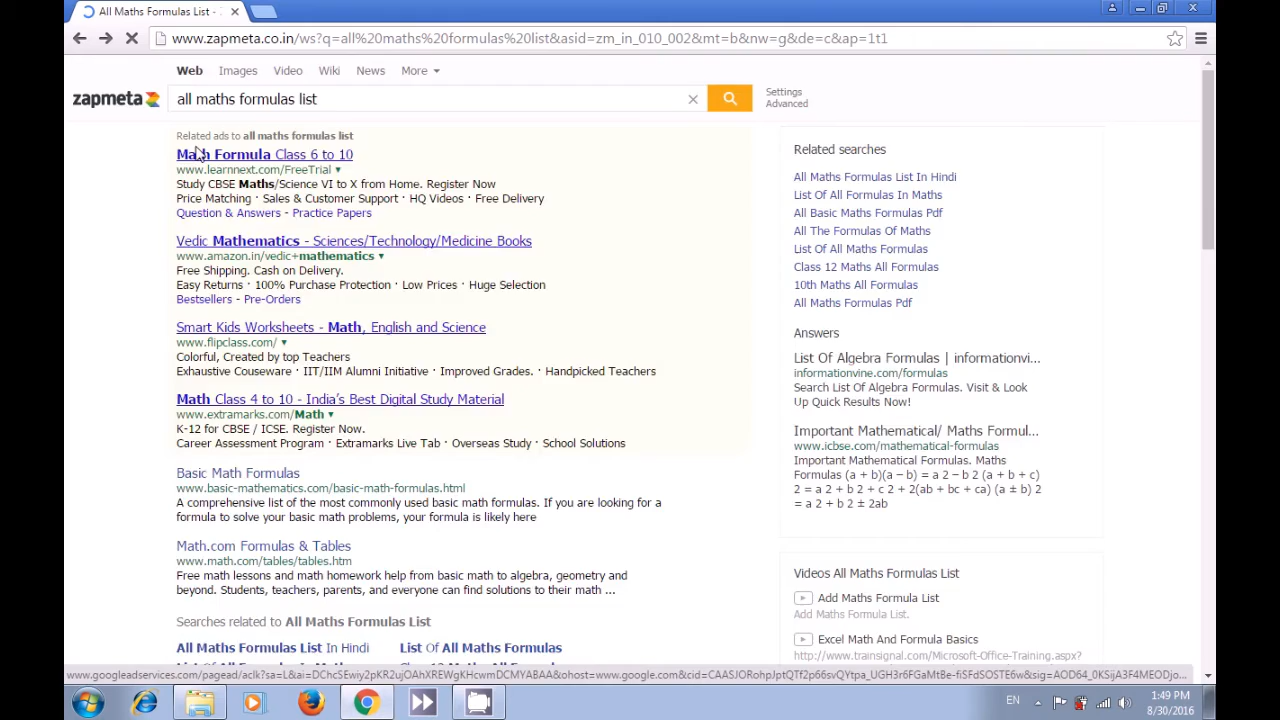 All Maths Formulas List -
www.zapmeta.co.in/ws?q=all%20maths%20formulas%20list&asid=zm_in_010_002&mt=b&nw=g&de=c&ap=1t1
Web Images Video Wiki News More
zapmeta
all maths formulas list
Settings
Advanced
Related ads to all maths formulas list
Math Formula Class 6 to 10
www.learnnext.com/FreeTrial
Study CBSE Maths/Science VI to X from Home. Register Now
Price Matching · Sales & Customer Support · HQ Videos · Free Delivery
Question & Answers - Practice Papers
Vedic Mathematics - Sciences/Technology/Medicine Books
www.amazon.in/vedic+mathematics
Free Shipping. Cash on Delivery.
Easy Returns · 100% Purchase Protection · Low Prices · Huge Selection
Bestsellers - Pre-Orders
Smart Kids Worksheets - Math, English and Science
www.flipclass.com/
Colorful, Created by top Teachers
Exhaustive Couseware · IIT/IIM Alumni Initiative · Improved Grades. · Handpicked Teachers
Math Class 4 to 10 - India's Best Digital Study Material
www.extramarks.com/Math
K-12 for CBSE / ICSE. Register Now.
Career Assessment Program · Extramarks Live Tab · Overseas Study · School Solutions
Basic Math Formulas
www.basic-mathematics.com/basic-math-formulas.html
A comprehensive list of the most commonly used basic math formulas. If you are looking for a
formula to solve your basic math problems, your formula is likely here
Math.com Formulas & Tables
www.math.com/tables/tables.htm
Free math lessons and math homework help from basic math to algebra, geometry and
beyond. Students, teachers, parents, and everyone can find solutions to their math ...
Searches related to All Maths Formulas List
All Maths Formulas List In Hindi List Of All Maths Formulas
Related searches
All Maths Formulas List In Hindi
List Of All Formulas In Maths
All Basic Maths Formulas Pdf
All The Formulas Of Maths
List Of All Maths Formulas
Class 12 Maths All Formulas
10th Maths All Formulas
All Maths Formulas Pdf
Answers
List Of Algebra Formulas | informationvi...
informationvine.com/formulas
Search List Of Algebra Formulas. Visit & Look
Up Quick Results Now!
Important Mathematical/ Maths Formul...
www.icbse.com/mathematical-formulas
Important Mathematical Formulas. Maths
Formulas (a + b)(a − b) = a 2 − b 2 (a + b + c)
2 = a 2 + b 2 + c 2 + 2(ab + bc + ca) (a ± b) 2
= a 2 + b 2 ± 2ab
Videos All Maths Formulas List
Add Maths Formula List
Add Maths Formula List.
Excel Math And Formula Basics
http://www.trainsignal.com/Microsoft-Office-Training.aspx?
EN
1:49 PM
8/30/2016